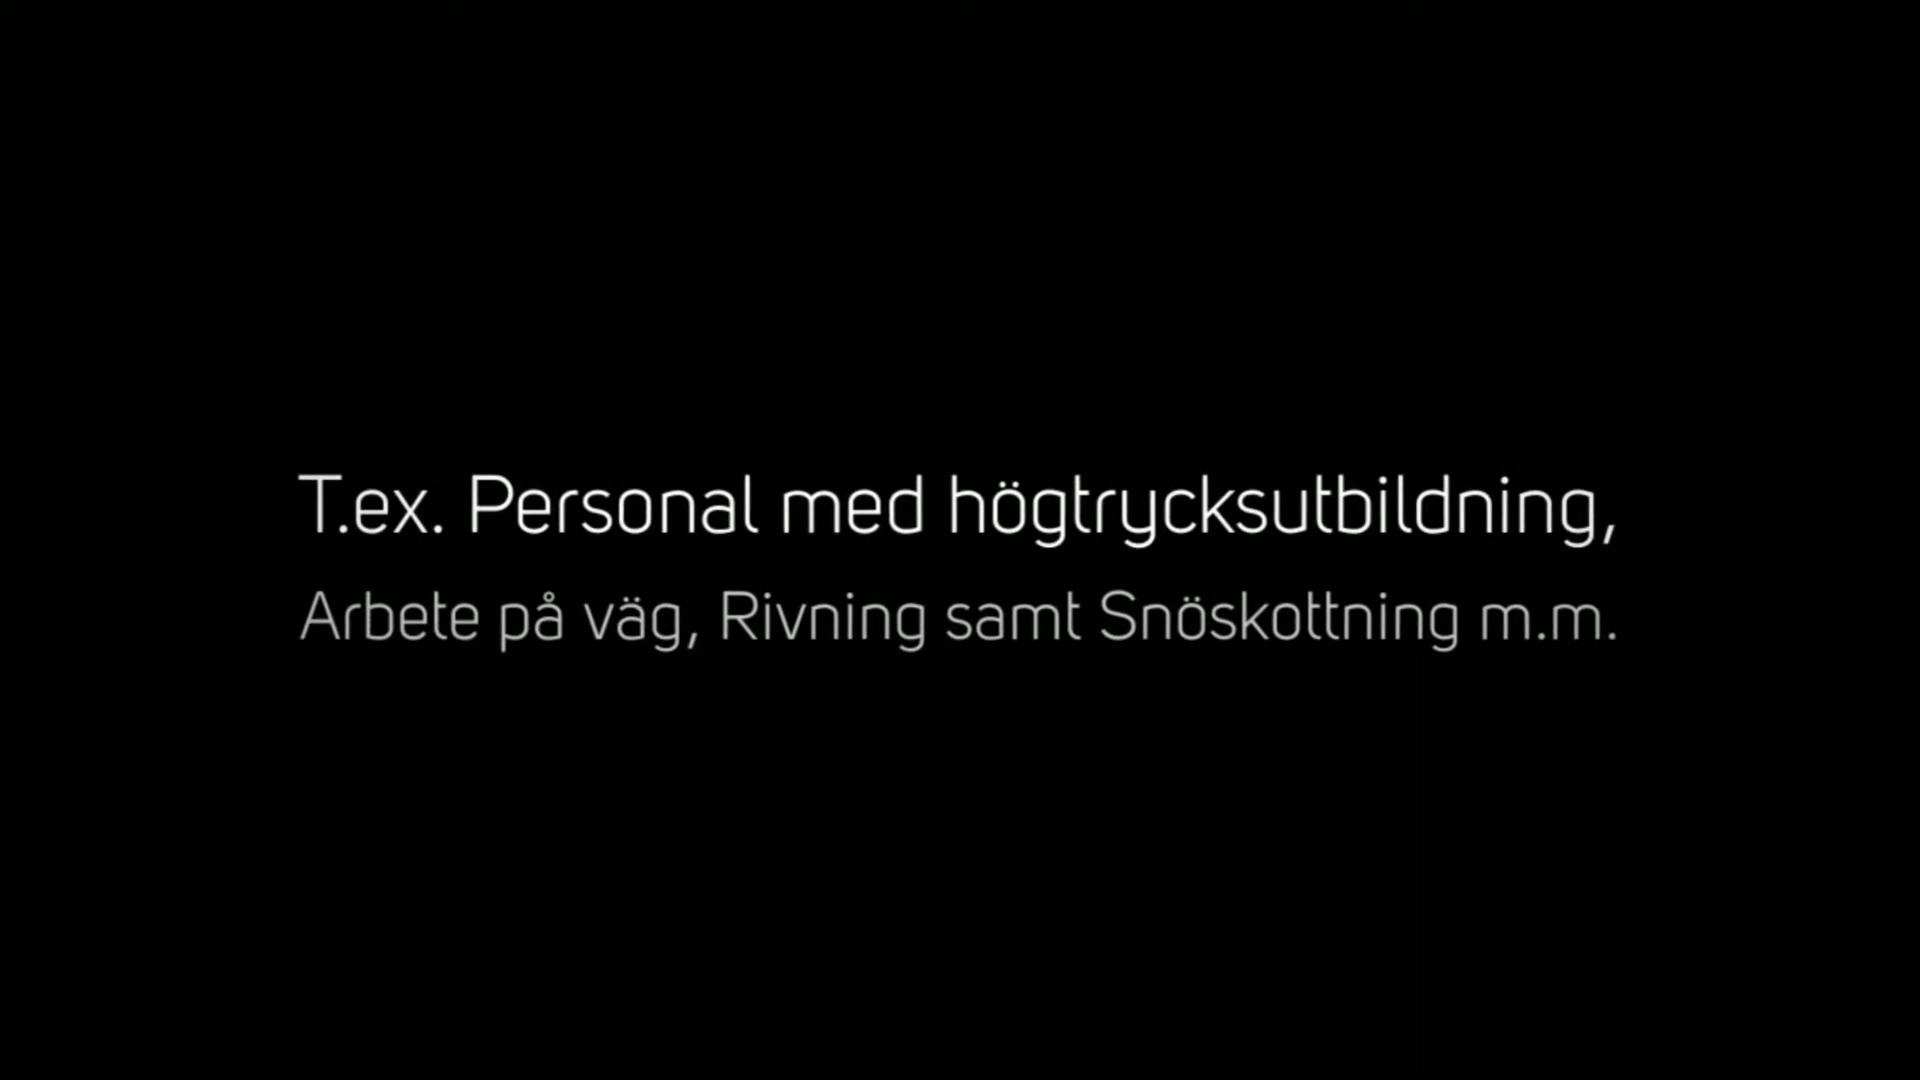 T.ex. Personal med högtrycksutbildning,
Arbete på väg, Rivning samt Snöskottning m.m.